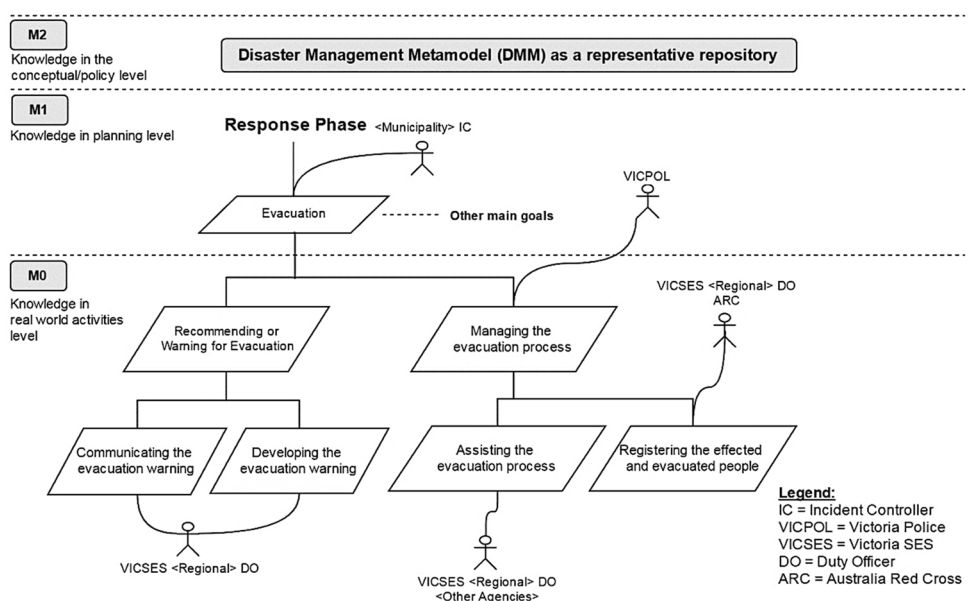 M2
Knowledge in the
conceptual/policy level
Disaster Management Metamodel (DMM) as a representative repository
M1
Knowledge in planning level
Response Phase <Municipality> IC
VICPOL
Evacuation
Other main goals
M0
Knowledge in
real world activities
level
VICSES <Regional> DO
ARC
Recommending or
Warning for Evacuation
Managing the
evacuation process
Communicating the
evacuation warning
Developing the
evacuation warning
Assisting the
evacuation process
Registering the effected
and evacuated people
VICSES <Regional> DO
VICSES <Regional> DO
<Other Agencies>
Legend:
IC = Incident Controller
VICPOL = Victoria Police
VICSES = Victoria SES
DO = Duty Officer
ARC = Australia Red Cross